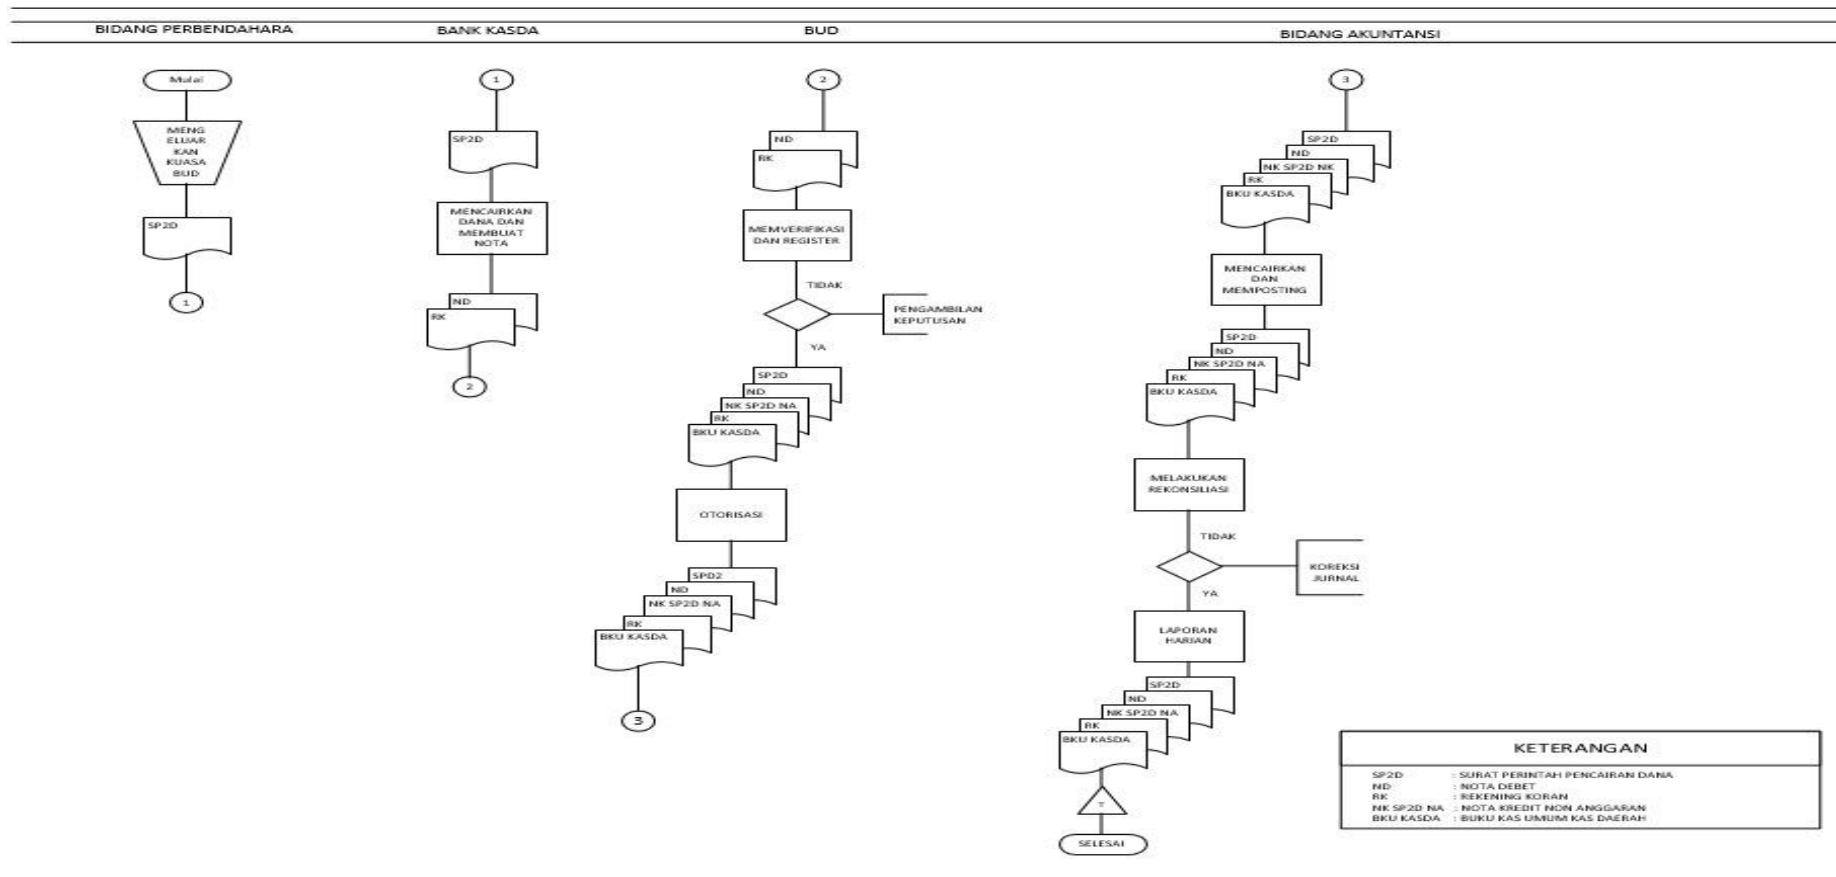 BIDANG PERBENDAHARA
BANK KASDA
BUD
BIDANG AKUNTANSI
Mulai
MENG
ELUAR
KAN
KUASA
BUD
SP2D
1
1
SP2D
MENCAIRKAN
DANA DAN
MEMBUAT
NOTA
ND
RK
2
2
ND
RK
MEMVERIFIKASI
DAN REGISTER
TIDAK
PENGAMBILAN
KEPUTUSAN
YA
SP2D
ND
NK SP2D NA
RK
BKU KASDA
OTORISASI
SPD2
ND
NK SP2D NA
RK
BKU KASDA
3
3
SP2D
ND
NK SP2D NK
RK
BKU KASDA
MENCAIRKAN
DAN
MEMPOSTING
SP2D
ND
NK SP2D NA
RK
BKU KASDA
MELAKUKAN
REKONSILIASI
TIDAK
KOREKSI
JURNAL
YA
LAPORAN
HARIAN
SP2D
ND
NK SP2D NA
RK
BKU KASDA
T
SELESAI
KETERANGAN
SP2D : SURAT PERINTAH PENCAIRAN DANA
ND : NOTA DEBET
RK : REKENING KORAN
NK SP2D NA : NOTA KREDIT NON ANGGARAN
BKU KASDA : BUKU KAS UMUM KAS DAERAH